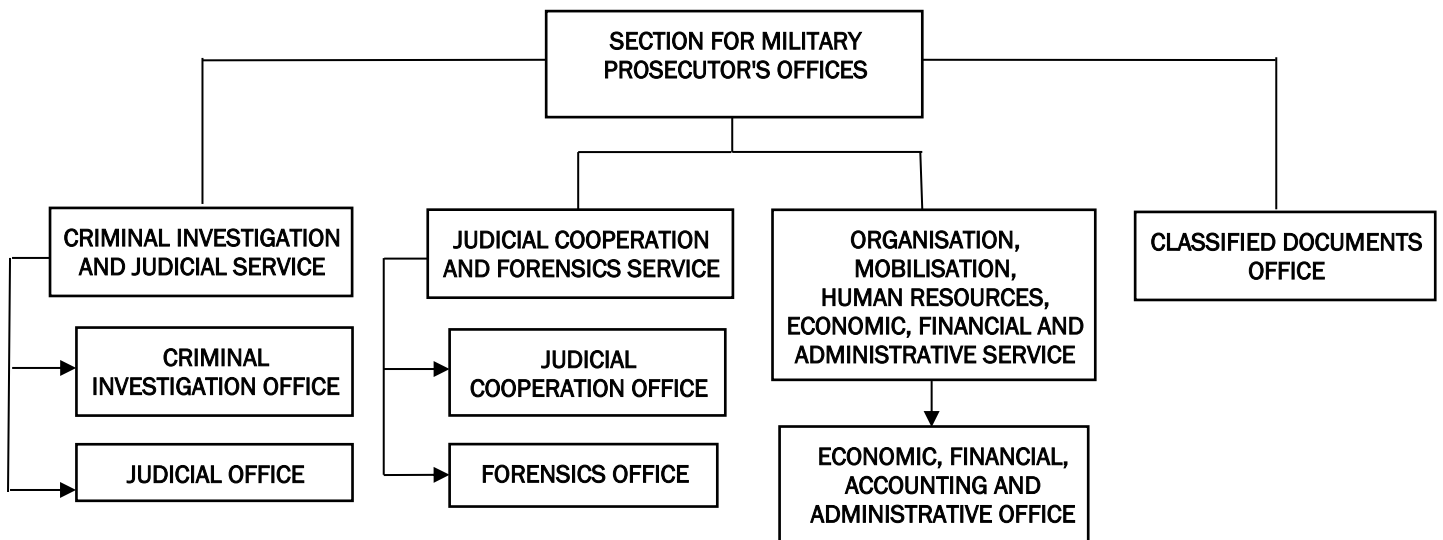 SECTION FOR MILITARY
PROSECUTOR'S OFFICES
CRIMINAL INVESTIGATION
AND JUDICIAL SERVICE
CRIMINAL
INVESTIGATION OFFICE
JUDICIAL OFFICE
JUDICIAL COOPERATION
AND FORENSICS SERVICE
JUDICIAL
COOPERATION OFFICE
FORENSICS OFFICE
ORGANISATION,
MOBILISATION,
HUMAN RESOURCES,
ECONOMIC, FINANCIAL AND
ADMINISTRATIVE SERVICE
ECONOMIC, FINANCIAL,
ACCOUNTING AND
ADMINISTRATIVE OFFICE
CLASSIFIED DOCUMENTS
OFFICE